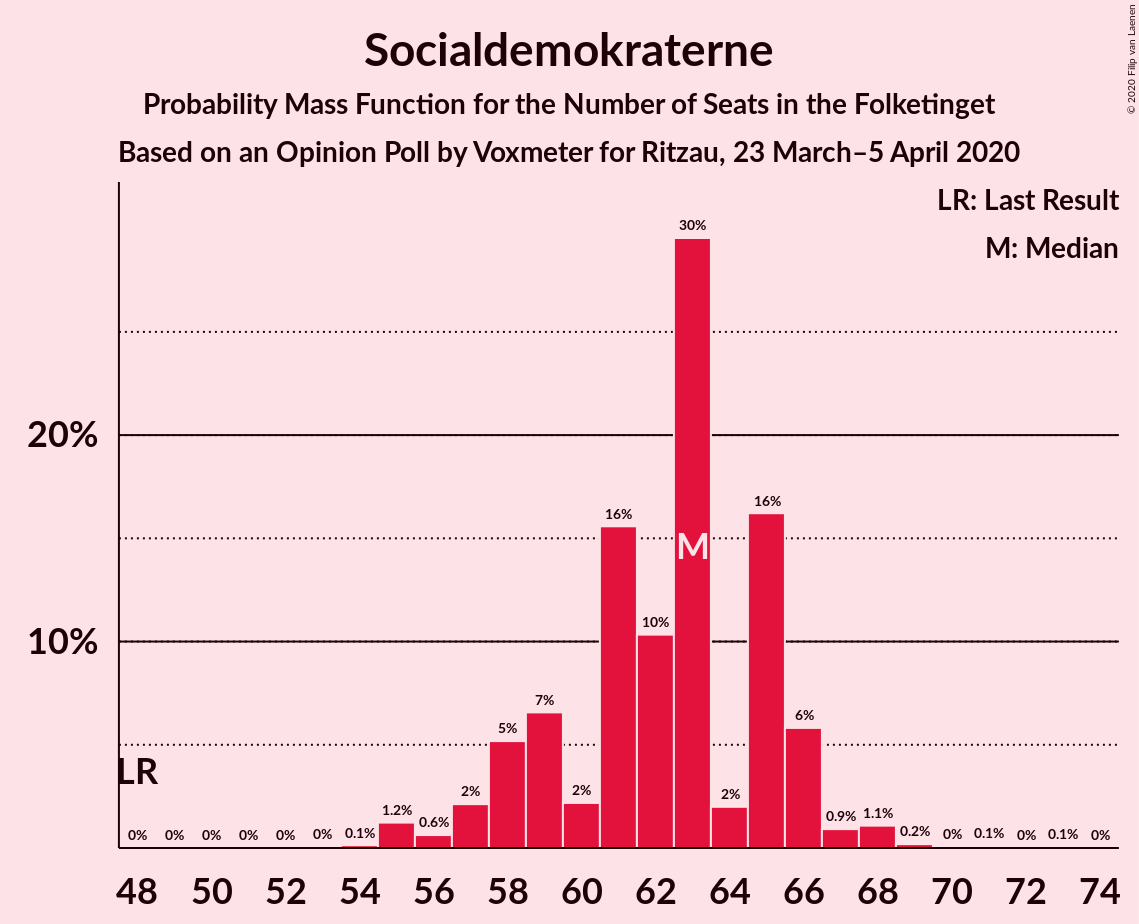 Socialdemokraterne
Probability Mass Function for the Number of Seats in the Folketinget
Based on an Opinion Poll by Voxmeter for Ritzau, 23 March–5 April 2020
© 2020 Filip van Laenen
LR: Last Result
M: Median
20%
10%
LR
M
0% 0% 0% 0% 0% 0% 0.1% 1.2% 0.6% 2% 5% 7% 2% 16% 10% 30% 2% 16% 6% 0.9% 1.1% 0.2% 0% 0.1% 0% 0.1% 0%
48 50 52 54 56 58 60 62 64 66 68 70 72 74